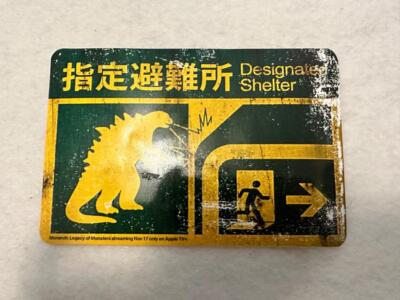 指定避難所
Designated
Shelter
Monarch: Legacy of Monsters streaming Nov 17 only on Apple TV+